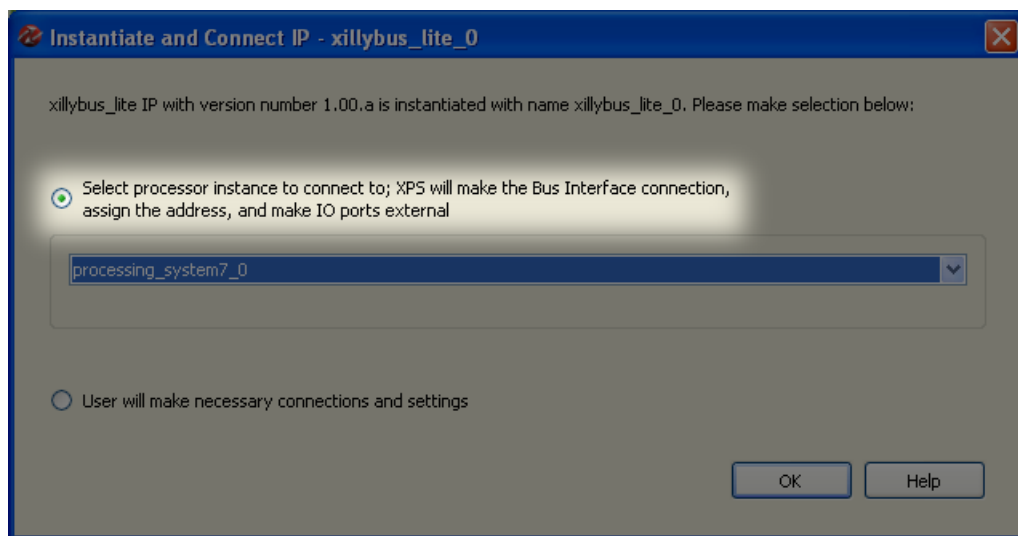 Instantiate and Connect IP - xillybus_lite_0
xillybus_lite IP with version number 1.00.a is instantiated with name xillybus_lite_0. Please make selection below:
Select processor instance to connect to; XPS will make the Bus Interface connection,
assign the address, and make IO ports external
processing_system7_0
User will make necessary connections and settings
OK
Help